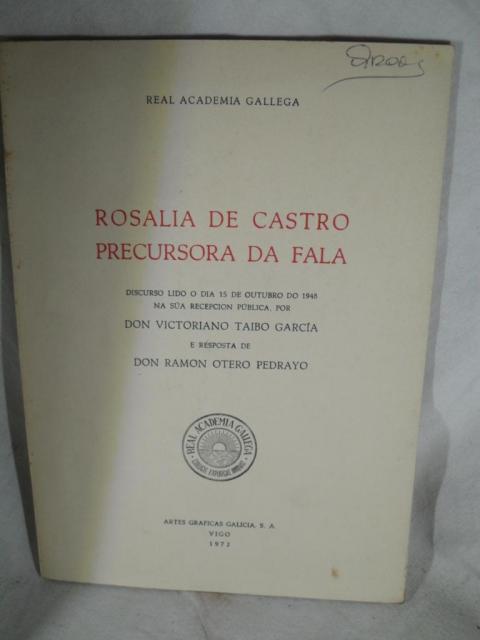 REAL ACADEMIA GALLEGA
ROSALIA DE CASTRO
PRECURSORA DA FALA
DISCURSO LIDO O DIA 15 DE OUTUBRO DO 1948
NA SÚA RECEPCION PÚBLICA, POR
DON VICTORIANO TAIBO GARCÍA
E RESPOSTA DE
DON RAMON OTERO PEDRAYO
REAL ACADEMIA GALLEGA
ARTES GRAFICAS GALICIA, S. A.
VIGO
1972